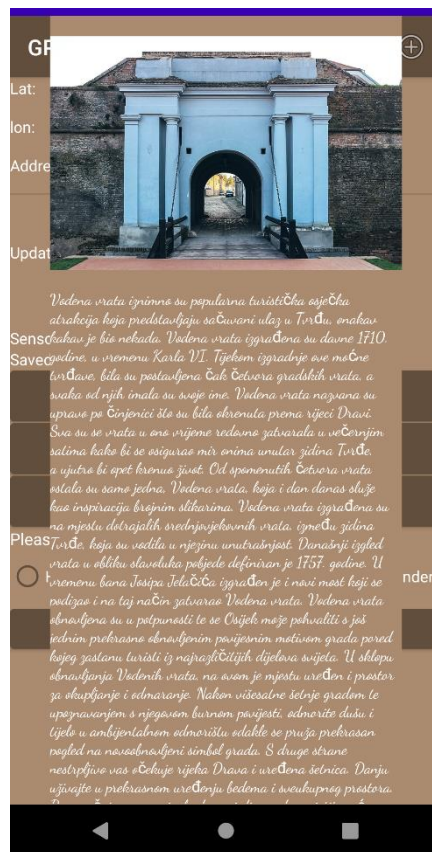 GP
Lat:
lon:
Addre
Updat
Senso
Savec
Pleas
nder
Vodena vrata iznimno su popularna turistička osječka
atrakcija koja predstavljaju sačuvani ulaz u Tvrđu, onakav
kakav je bio nekada. Vodena vrata izgrađena su davne 1710.
godine, u vremenu Karla VI. Tijekom izgradnje ove moćne
tvrđave, bila su postavljena čak četvora gradskih vrata, a
svaka od njih imala su svoje ime. Vodena vrata nazvana su
upravo po činjenici što su bila okrenuta prema rijeci Dravi.
Sva su se vrata u ono vrijeme redovno zatvarala u večernjim
satima kako bi se osigurao mir onima unutar zidina Tvrđe,
a ujutro bi opet krenuo život. Od spomenutih četvora vrata
ostala su samo jedna, Vodena vrata, koja i dan danas služe
kao inspiracija brojnim slikarima. Vodena vrata izgrađena su
na mjestu dotrajalih srednjovjekovnih vrata, između zidina
Tvrđe, koja su vodila u njezinu unutrašnjost. Današnji izgled
vrata u obliku slavoluka pobjede definiran je 1757. godine. U
vremenu bana Josipa Jelačića izgrađen je i novi most koji se
podizao i na taj način zatvarao Vodena vrata. Vodena vrata
obnovljena su u potpunosti te se Osijek može pohvaliti s još
jednim prekrasno obnovljenim povijesnim motivom grada pored
kojeg zastanu turisti iz najrazličitijih dijelova svijeta. U sklopu
obnavljanja Vodenih vrata, na ovom je mjestu uređen i prostor
za okupljanje i odmaranje. Nakon višesatne šetnje gradom te
upoznavanjem s njegovom burnom povijesti, odmorite dušu i
tijelo u ambijentalnom odmorištu odakle se pruža prekrasan
pogled na novoobnovljeni simbol grada. S druge strane
nestrpljivo vas očekuje rijeka Drava i uređena šetnica. Danju
uživajte u prekrasnom uređenju bedema i sveukupnog prostora.